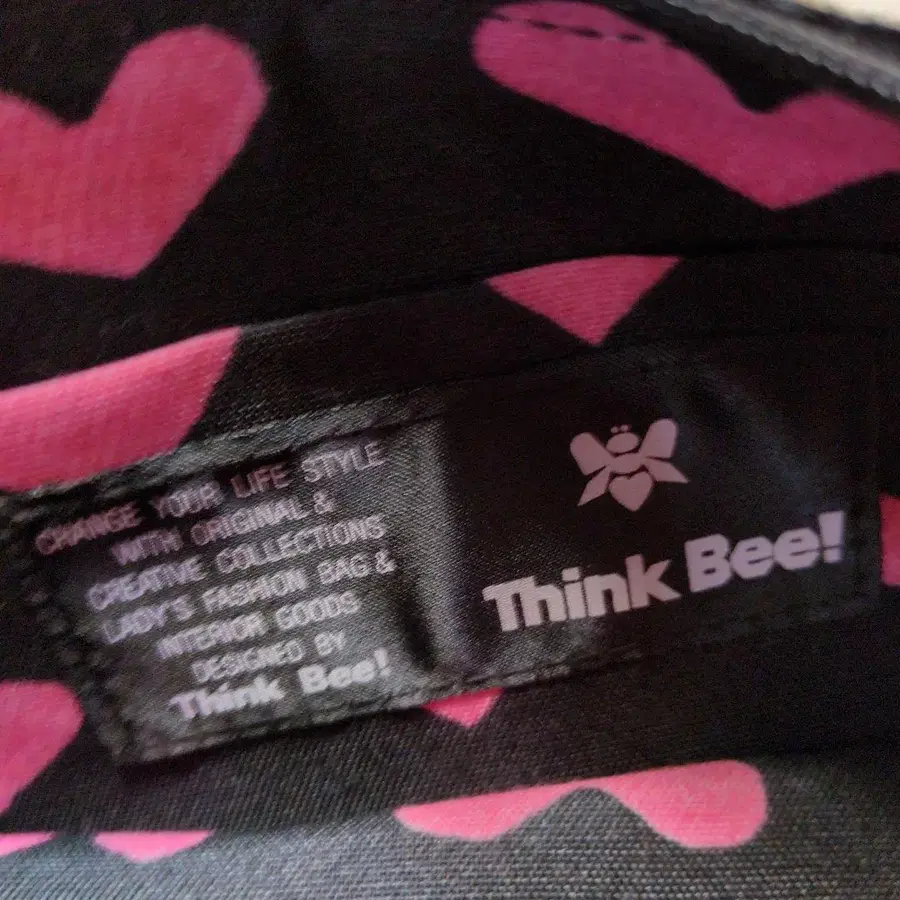 CHANGE YOUR LIFE STYLE
WITH ORIGINAL &
CREATIVE COLLECTIONS
LADY'S FASHION BAG &
INTERIOR GOODS
DESIGNED BY
Think Bee!
Think Bee!